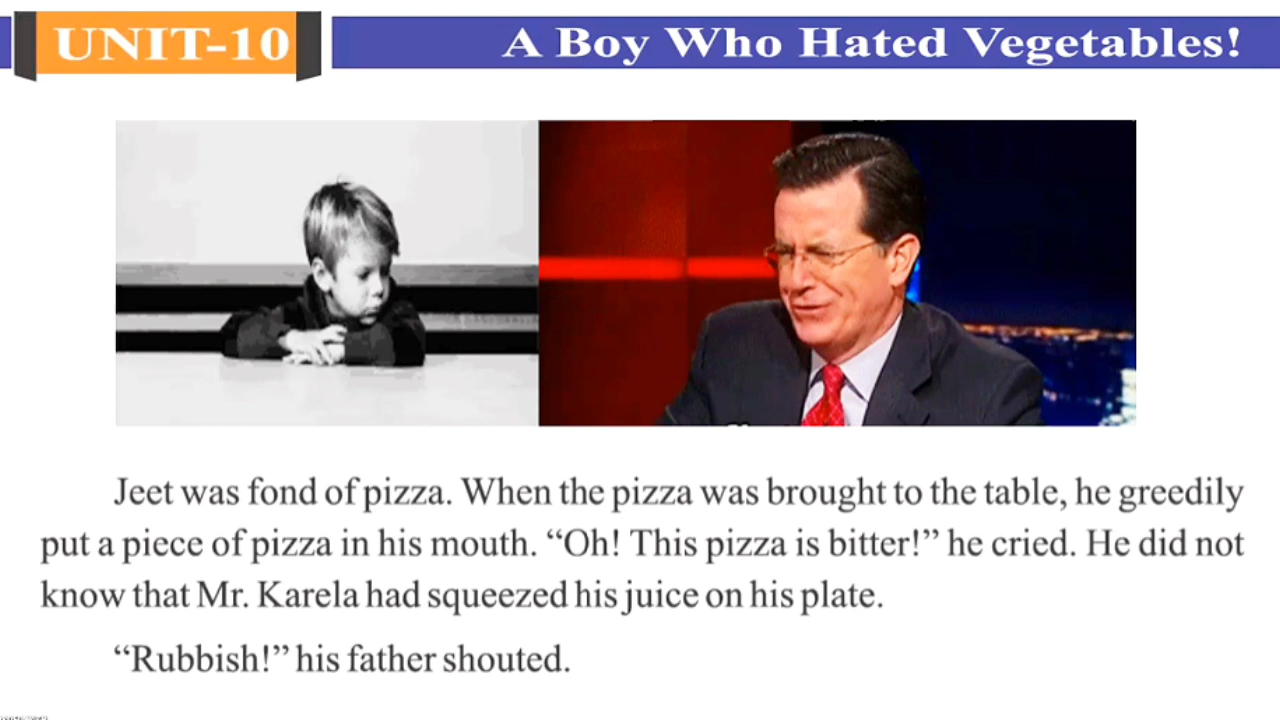 UNIT-10
A Boy Who Hated Vegetables!
Jeet was fond of pizza. When the pizza was brought to the table, he greedily
put a piece of pizza in his mouth. “Oh! This pizza is bitter!” he cried. He did not
know that Mr. Karela had squeezed his juice on his plate.
“Rubbish!” his father shouted.